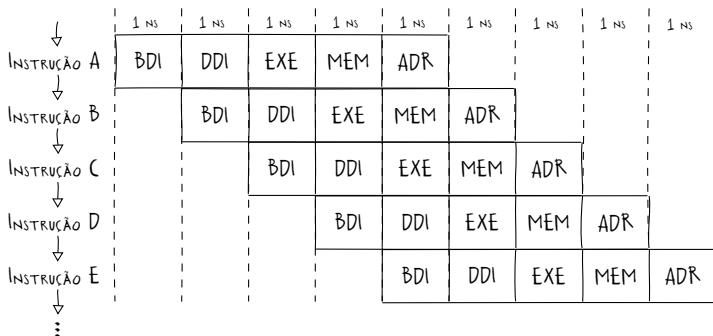 1 NS 1 NS 1 NS 1 NS 1 NS 1 NS 1 NS 1 NS 1 NS
INSTRUÇÃO A BDI DDI EXE MEM ADR
INSTRUÇÃO B BDI DDI EXE MEM ADR
INSTRUÇÃO C BDI DDI EXE MEM ADR
INSTRUÇÃO D BDI DDI EXE MEM ADR
INSTRUÇÃO E BDI DDI EXE MEM ADR